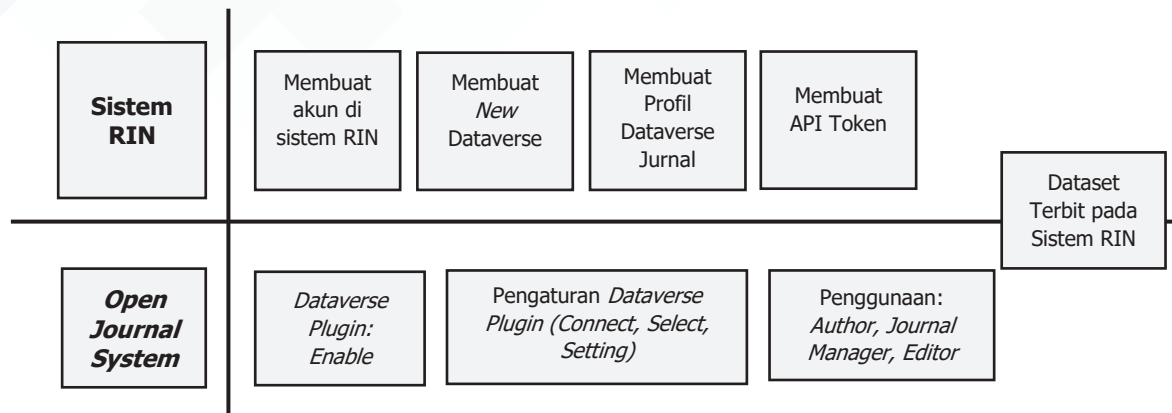 Sistem
RIN
Membuat
akun di
sistem RIN
Membuat
New
Dataverse
Membuat
Profil
Dataverse
Jurnal
Membuat
API Token
Dataset
Terbit pada
Sistem RIN
Open
Journal
System
Dataverse
Plugin:
Enable
Pengaturan Dataverse
Plugin (Connect, Select,
Setting)
Penggunaan:
Author, Journal
Manager, Editor